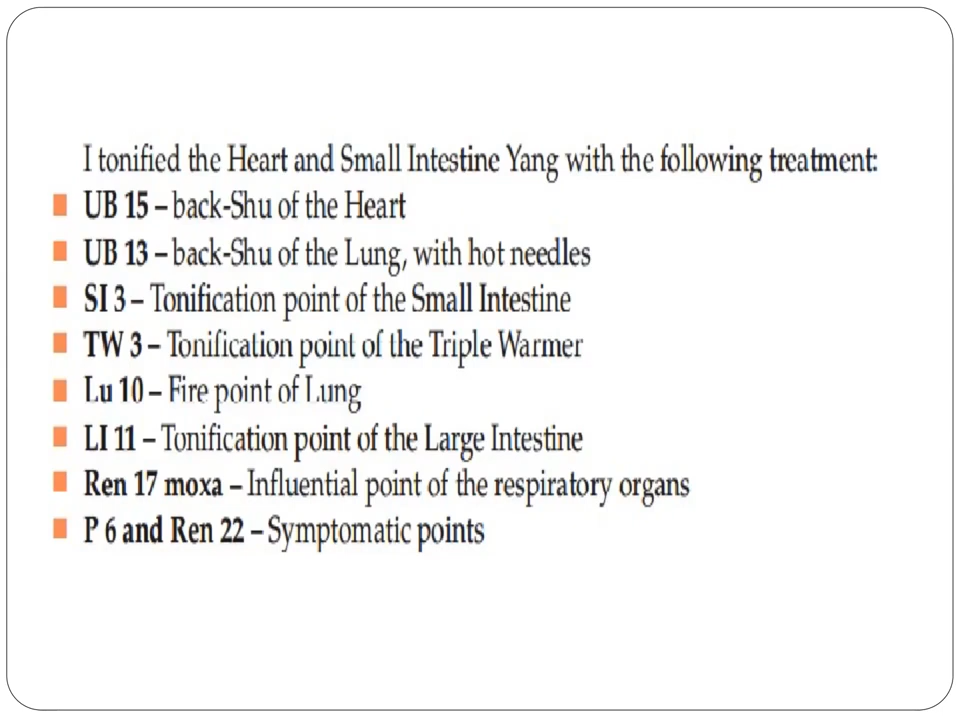 I tonified the Heart and Small Intestine Yang with the following treatment:
UB 15 – back-Shu of the Heart
UB 13 – back-Shu of the Lung, with hot needles
SI 3 – Tonification point of the Small Intestine
TW 3 – Tonification point of the Triple Warmer
Lu 10 – Fire point of Lung
LI 11 – Tonification point of the Large Intestine
Ren 17 moxa – Influential point of the respiratory organs
P 6 and Ren 22 – Symptomatic points